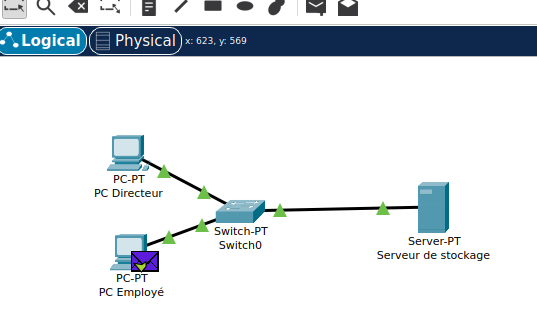 Logical
Physical
x: 623, y: 569
PC-PT
PC Directeur
Switch-PT
Switch0
Server-PT
Serveur de stockage
PC-PT
PC Employé